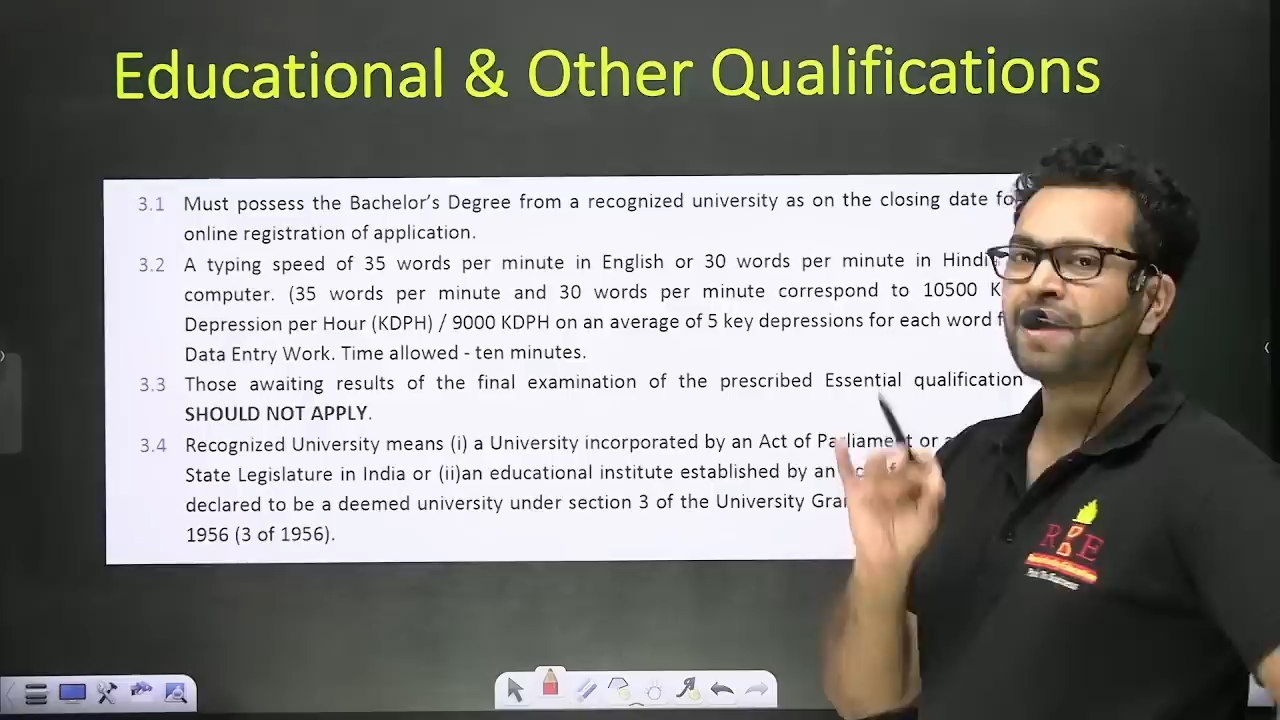 Educational & Other Qualifications
3.1 Must possess the Bachelor's Degree from a recognized university as on the closing date
online registration of application.
3.2 A typing speed of 35 words per minute in English or 30 words per minute in Hindi
computer. (35 words per minute and 30 words per minute correspond to 10500
Depression per Hour (KDPH) / 9000 KDPH on an average of 5 key depressions for each word
Data Entry Work. Time allowed - ten minutes.
3.3 Those awaiting results of the final examination of the prescribed Essential qualification
SHOULD NOT APPLY.
3.4 Recognized University means (i) a University incorporated by an Act of Parliament or
State Legislature in India or (ii)an educational institute established by an
declared to be a deemed university under section 3 of the University
1956 (3 of 1956).